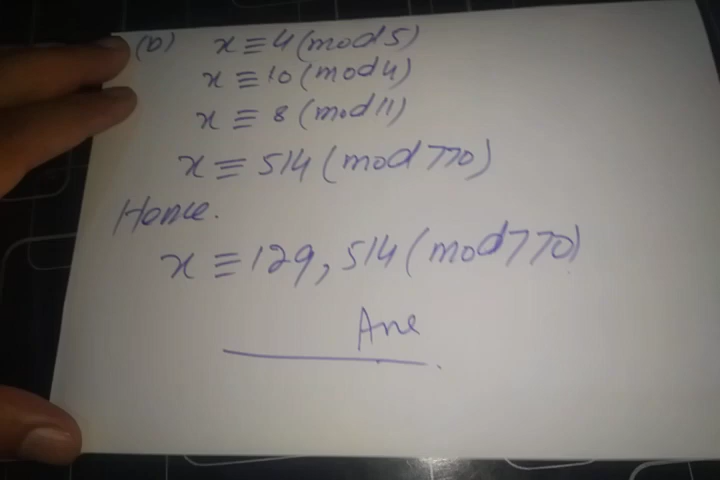 (b) x ≡ 4 (mod 5)
x ≡ 10 (mod 4)
x ≡ 8 (mod 11)
x ≡ 514 (mod 770)
Hence.
x ≡ 129, 514 (mod 770)
Ans